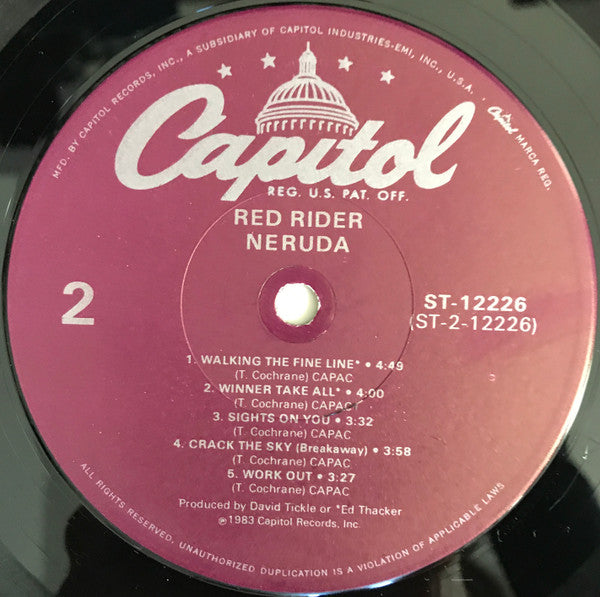 MFD. BY CAPITOL RECORDS, INC., A SUBSIDIARY OF CAPITOL INDUSTRIES-EMI, INC., U.S.A. . Capitol MARCA REG.
Capitol
REG. U.S. PAT. OFF.
RED RIDER
NERUDA
2
ST-12226
(ST-2-12226)
1. WALKING THE FINE LINE* • 4:49
(T. Cochrane) CAPAC
2. WINNER TAKE ALL* • 4:00
(T. Cochrane) CAPAC
3. SIGHTS ON YOU • 3:32
(T. Cochrane) CAPAC
4. CRACK THE SKY (Breakaway) • 3:58
(T. Cochrane) CAPAC
5. WORK OUT • 3:27
(T. Cochrane) CAPAC
Produced by David Tickle or *Ed Thacker
℗1983 Capitol Records, Inc.
ALL RIGHTS RESERVED. UNAUTHORIZED DUPLICATION IS A VIOLATION OF APPLICABLE LAWS